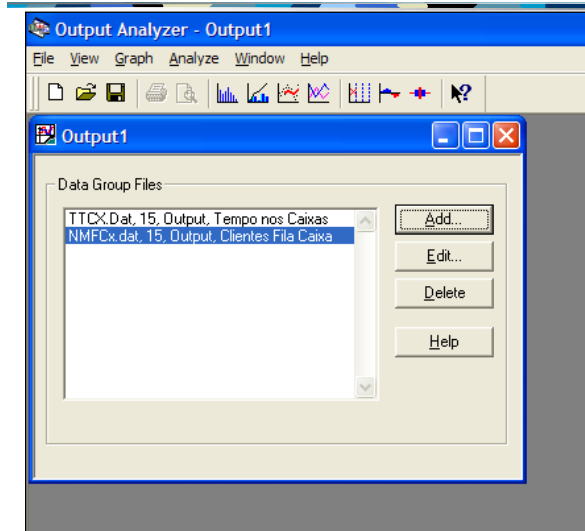 Output Analyzer - Output1
File View Graph Analyze Window Help
Output1
Data Group Files
TTCX.Dat, 15, Output, Tempo nos Caixas
NMFCx.dat, 15, Output, Clientes Fila Caixa
Add...
Edit...
Delete
Help